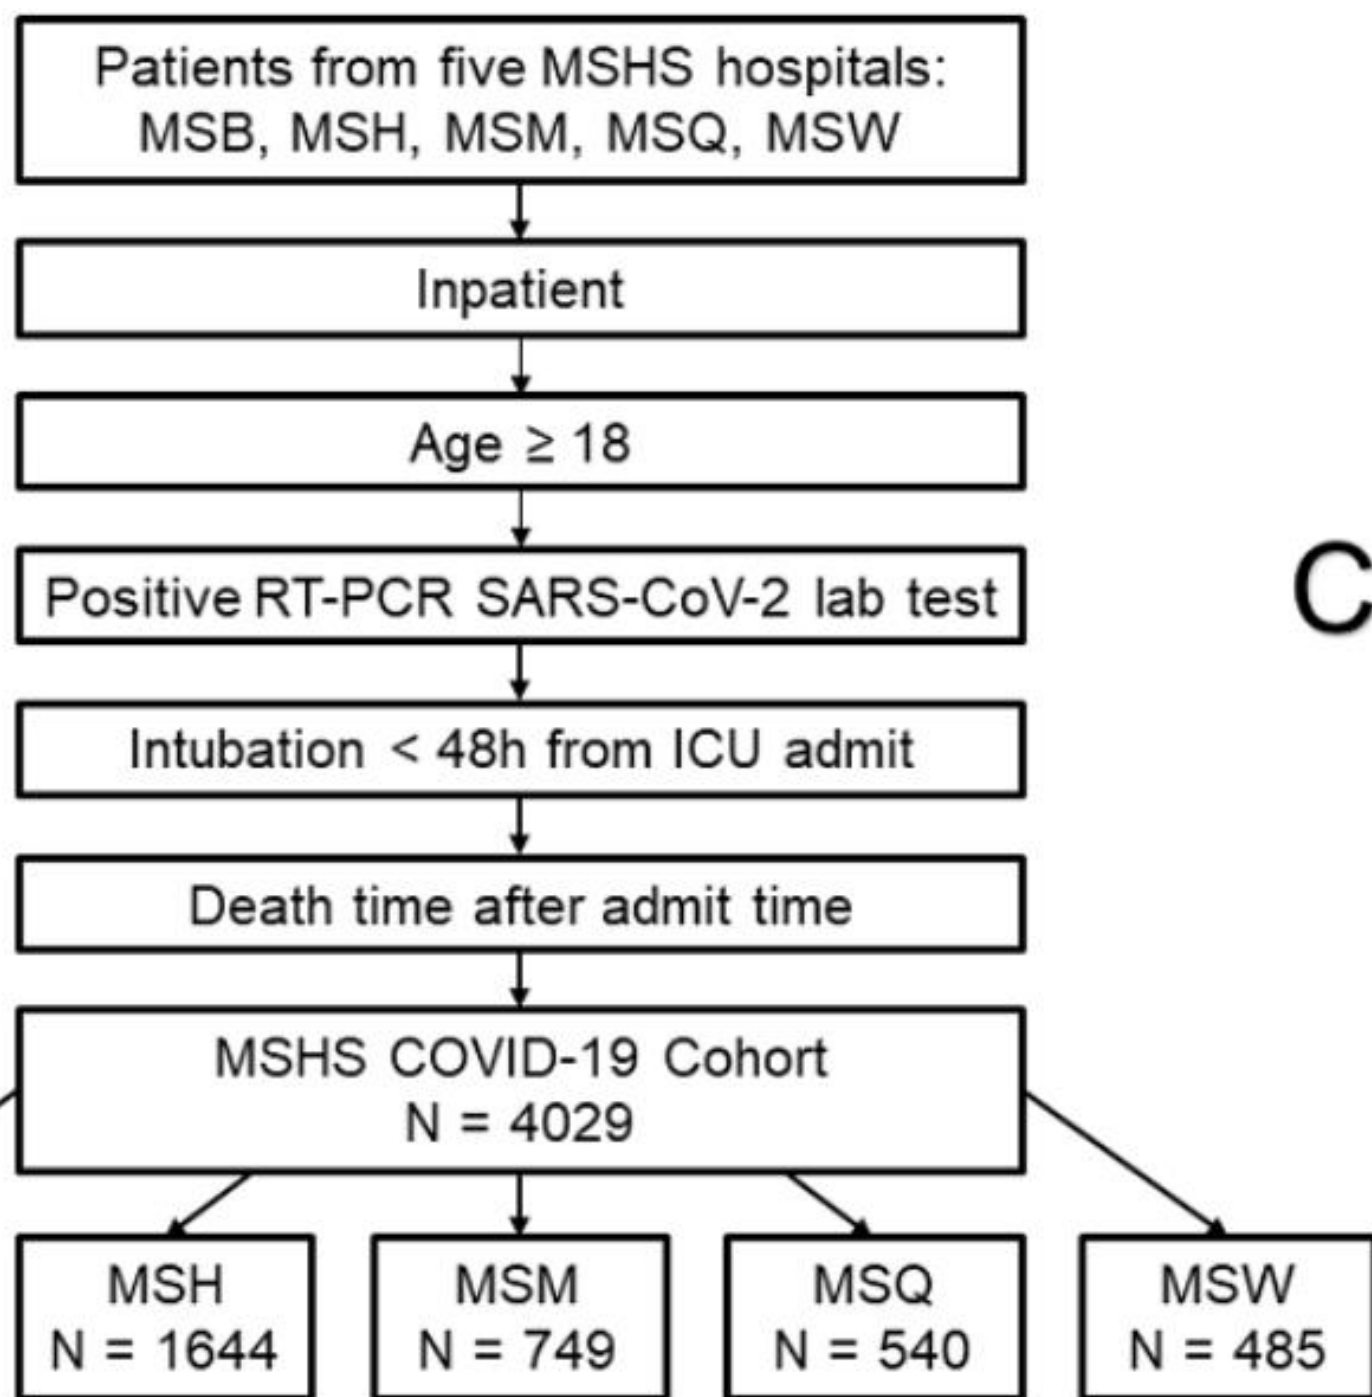 Patients from five MSHS hospitals:
MSB, MSH, MSM, MSQ, MSW
Inpatient
Age ≥ 18
Positive RT-PCR SARS-CoV-2 lab test
C
Intubation < 48h from ICU admit
Death time after admit time
MSHS COVID-19 Cohort
N = 4029
MSH
N = 1644
MSM
N = 749
MSQ
N = 540
MSW
N = 485